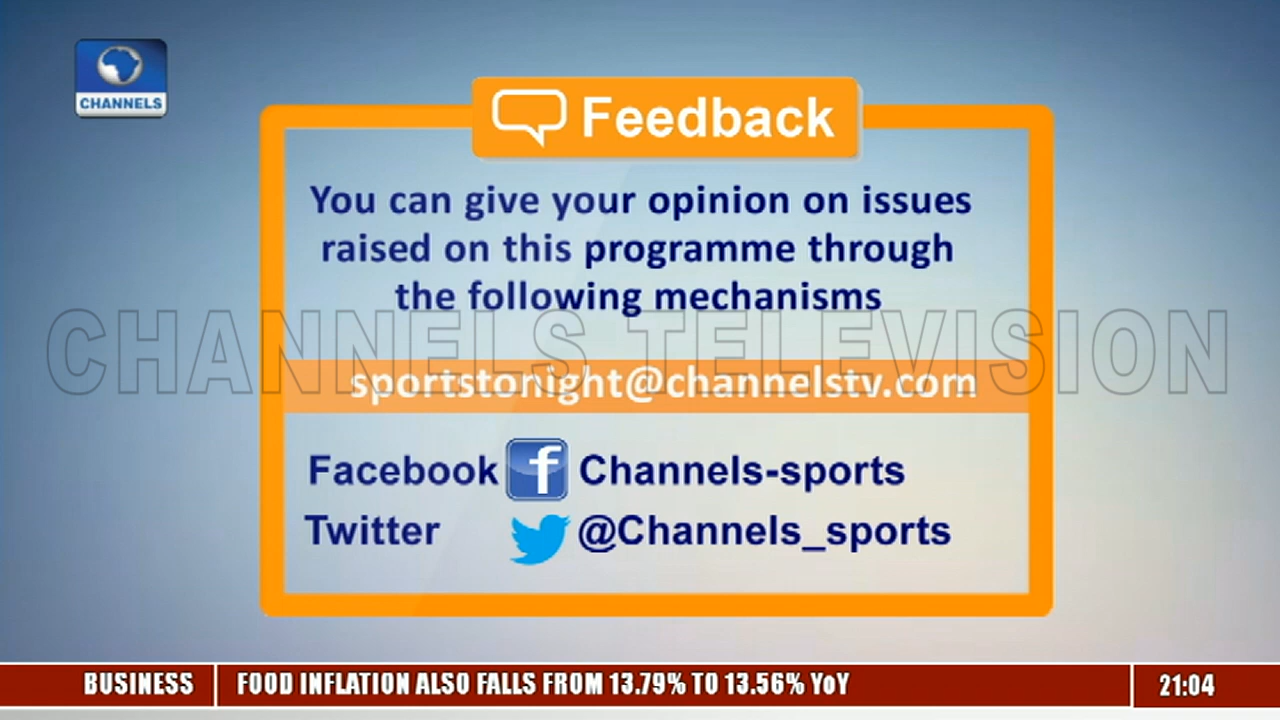 CHANNELS
Feedback
You can give your opinion on issues
raised on this programme through
the following mechanisms
CHANNELS TELEVISION
sportstonight@channelstv.com
Facebook f Channels-sports
Twitter @Channels_sports
BUSINESS FOOD INFLATION ALSO FALLS FROM 13.79% TO 13.56% YoY 21:04